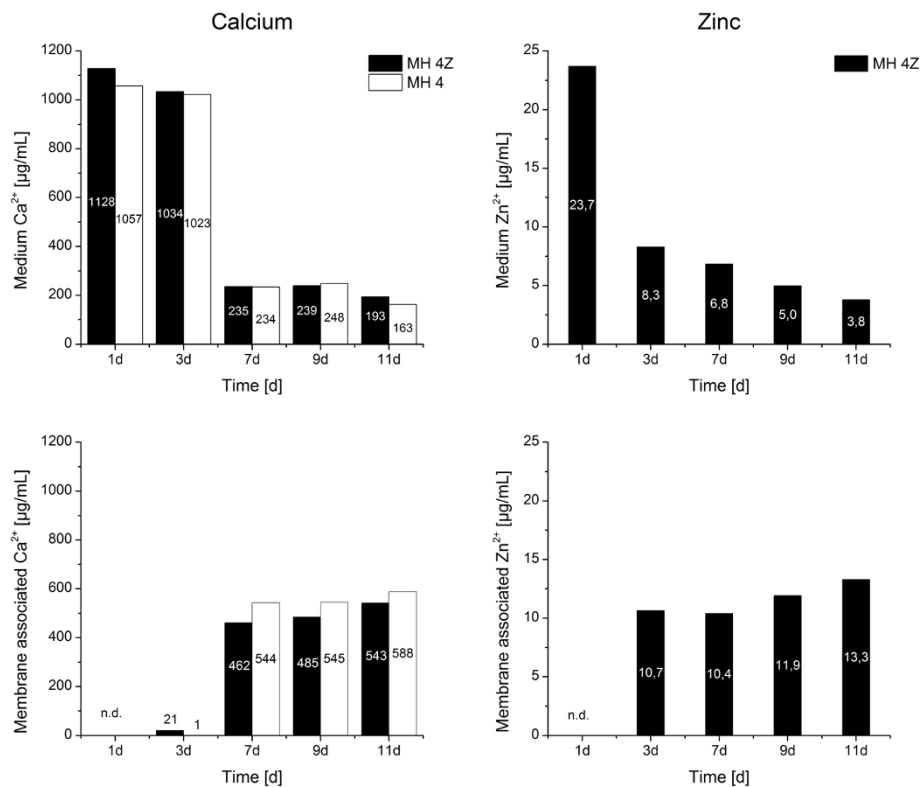 Calcium
1200
1000
800
600
400
200
0
Medium Ca²⁺ [µg/mL]
MH 4Z
MH 4
1128
1057
1034
1023
235
234
239
248
193
163
1d
3d
7d
9d
11d
Time [d]
Zinc
25
20
15
10
5
0
Medium Zn²⁺ [µg/mL]
MH 4Z
23,7
8,3
6,8
5,0
3,8
1d
3d
7d
9d
11d
Time [d]
1200
1000
800
600
400
200
0
Membrane associated Ca²⁺ [µg/mL]
n.d.
21
1
462
544
485
545
543
588
1d
3d
7d
9d
11d
Time [d]
25
20
15
10
5
0
Membrane associated Zn²⁺ [µg/mL]
n.d.
10,7
10,4
11,9
13,3
1d
3d
7d
9d
11d
Time [d]